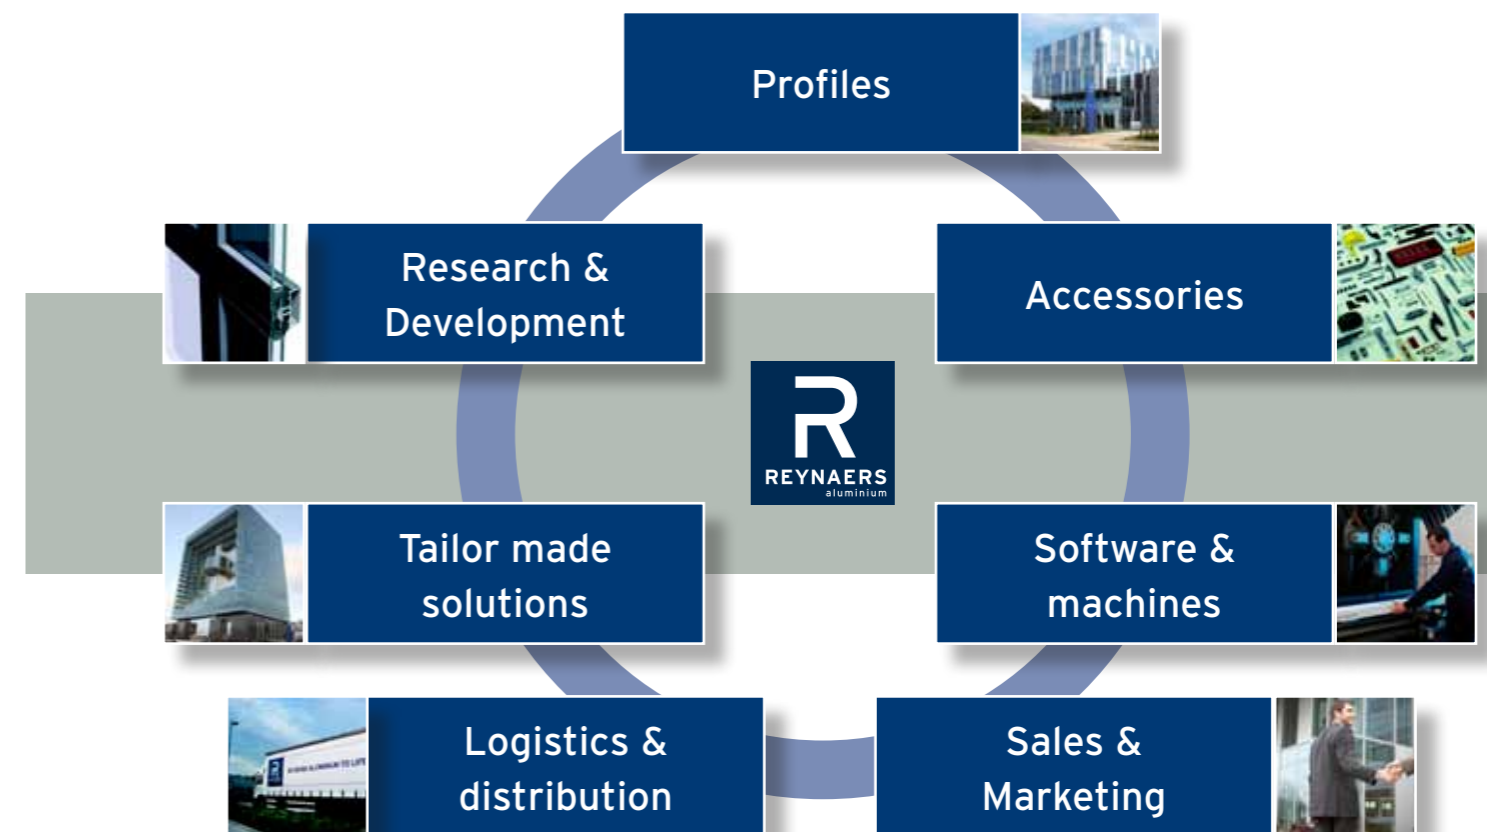 Profiles
Research &
Development
Accessories
R
REYNAERS
aluminium
Tailor made
solutions
Software &
machines
Logistics &
distribution
Sales &
Marketing